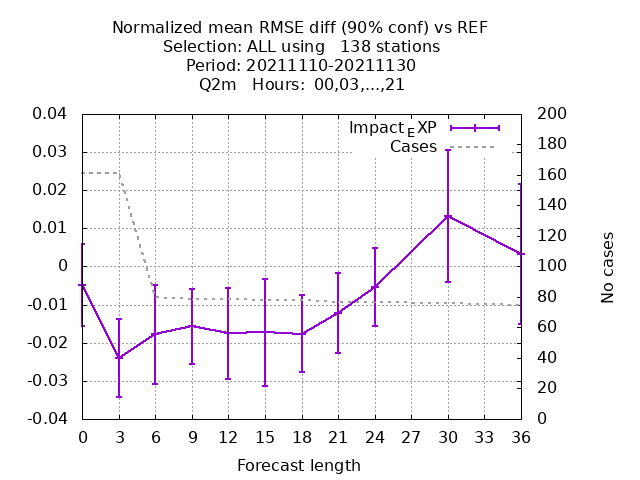 Normalized mean RMSE diff (90% conf) vs REF
Selection: ALL using   138 stations
Period: 20211110-20211130
Q2m   Hours:  00,03,...,21
Impact_EXP
Cases
0.04
0.03
0.02
0.01
0
-0.01
-0.02
-0.03
-0.04
200
180
160
140
120
100
80
60
40
20
0
No cases
0 3 6 9 12 15 18 21 24 27 30 33 36
Forecast length